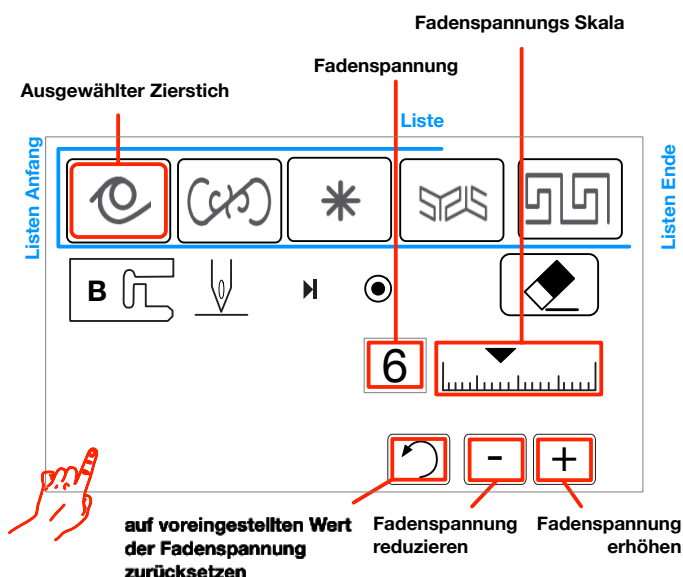 Fadenspannungs Skala
Fadenspannung
Ausgewählter Zierstich
Liste
Listen Anfang
Listen Ende
B
6
- +
auf voreingestellten Wert
der Fadenspannung
zurücksetzen
Fadenspannung
reduzieren
Fadenspannung
erhöhen